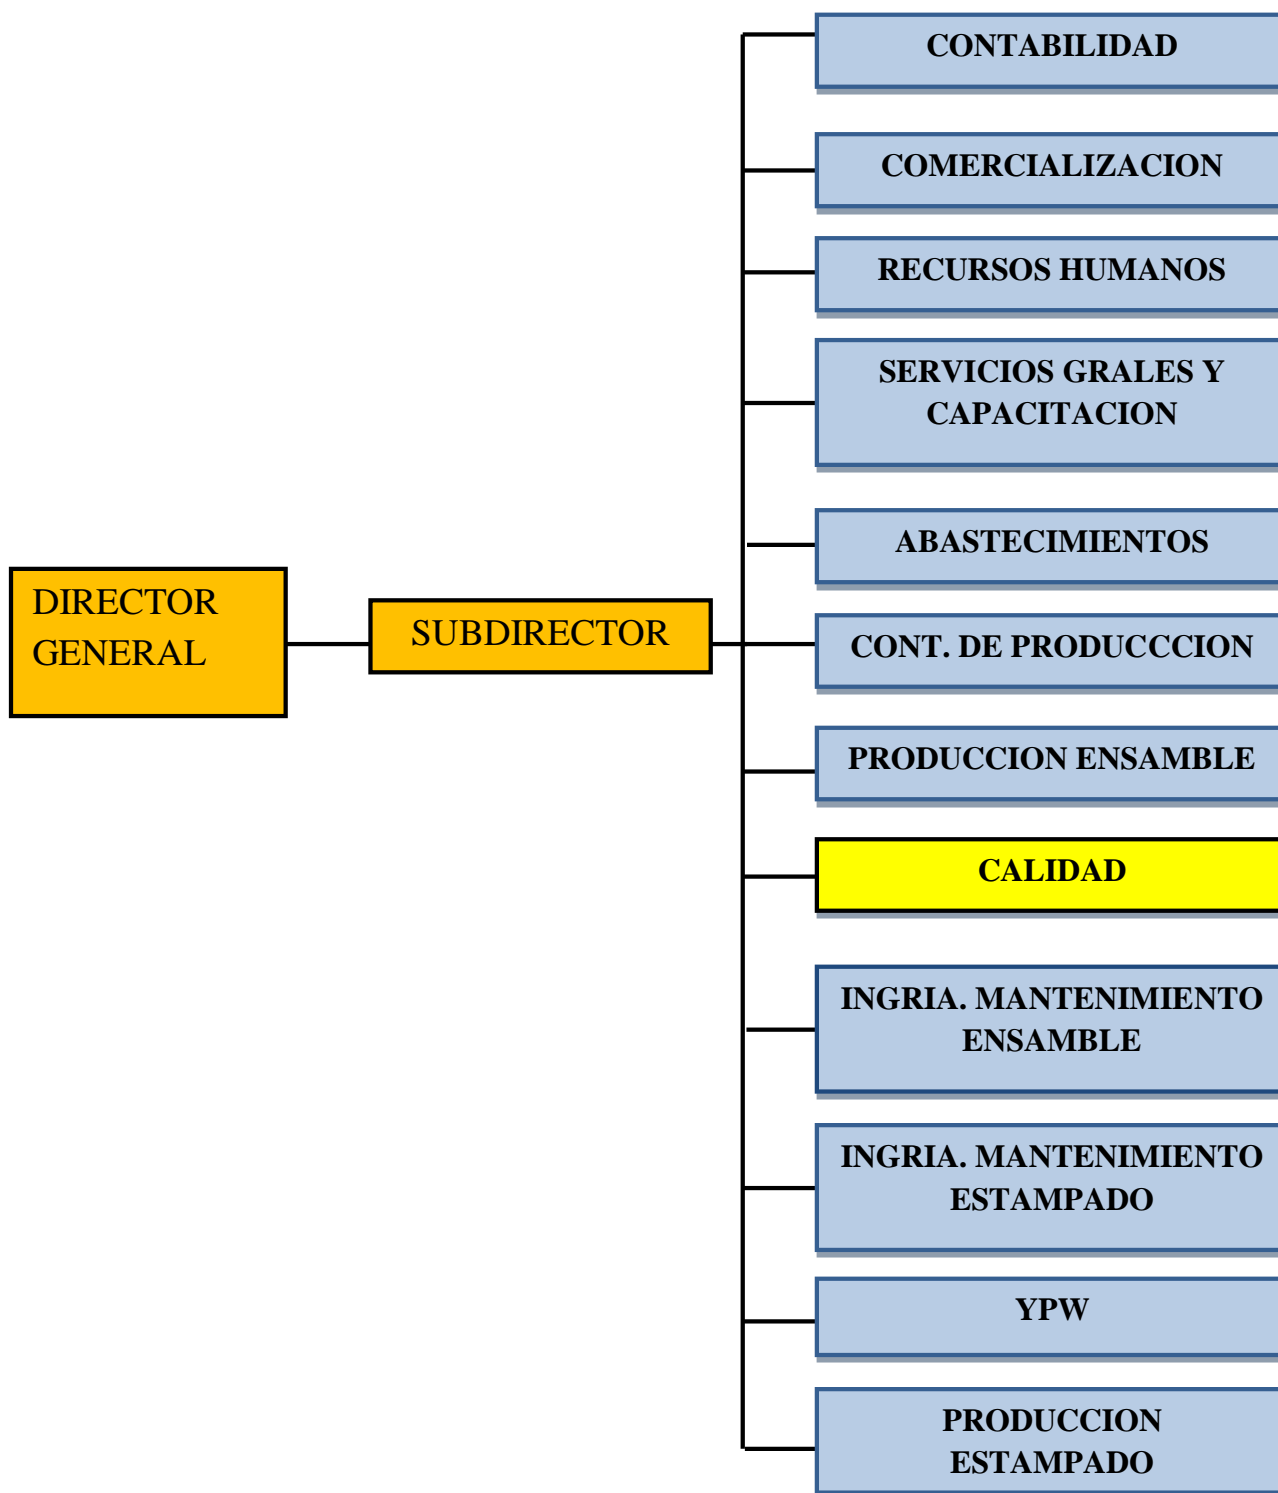 CONTABILIDAD
COMERCIALIZACION
RECURSOS HUMANOS
SERVICIOS GRALES Y
CAPACITACION
ABASTECIMIENTOS
DIRECTOR
GENERAL
SUBDIRECTOR
CONT. DE PRODUCCCION
PRODUCCION ENSAMBLE
CALIDAD
INGRIA. MANTENIMIENTO
ENSAMBLE
INGRIA. MANTENIMIENTO
ESTAMPADO
YPW
PRODUCCION
ESTAMPADO